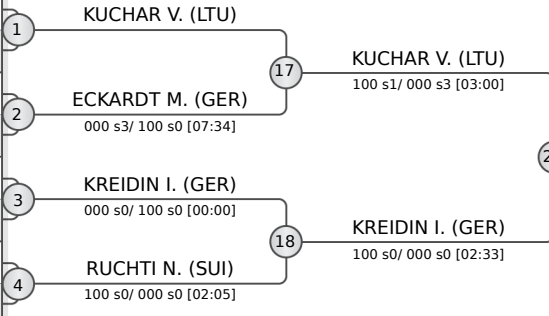 KUCHAR V. (LTU)
1
17
KUCHAR V. (LTU)
100 s1/ 000 s3 [03:00]
ECKARDT M. (GER)
2
000 s3/ 100 s0 [07:34]
KREIDIN I. (GER)
3
000 s0/ 100 s0 [00:00]
18
KREIDIN I. (GER)
100 s0/ 000 s0 [02:33]
RUCHTI N. (SUI)
4
100 s0/ 000 s0 [02:05]